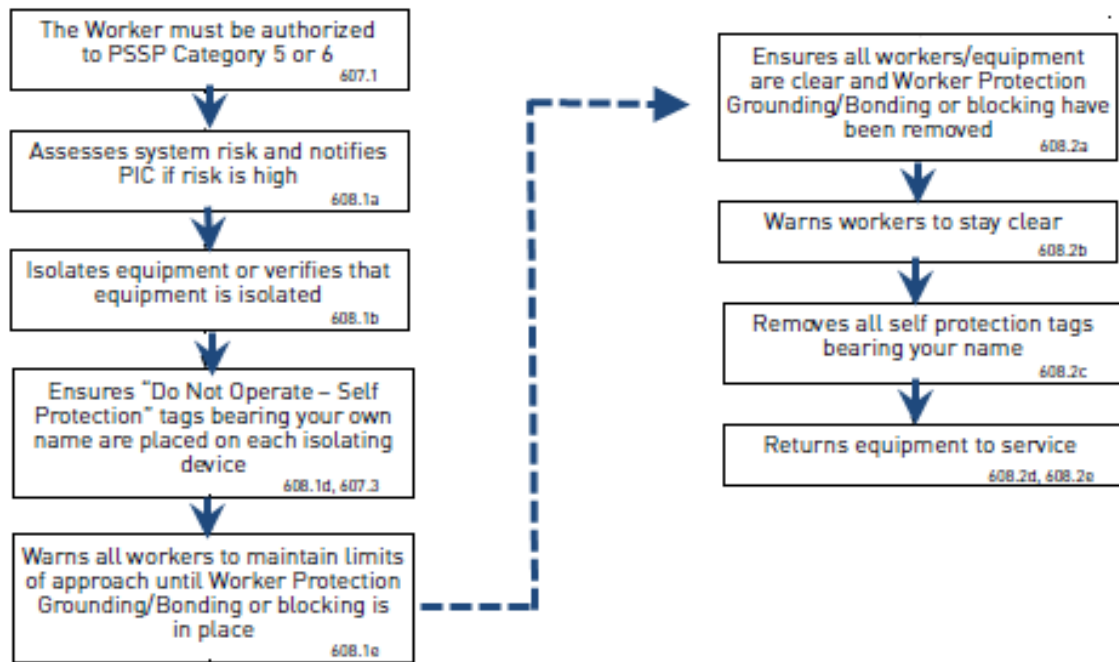 The Worker must be authorized
to PSSP Category 5 or 6
607.1
Assesses system risk and notifies
PIC if risk is high
608.1a
Isolates equipment or verifies that
equipment is isolated
608.1b
Ensures “Do Not Operate – Self
Protection” tags bearing your own
name are placed on each isolating
device
608.1d, 607.3
Warns all workers to maintain limits
of approach until Worker Protection
Grounding/Bonding or blocking is
in place
608.1e
Ensures all workers/equipment
are clear and Worker Protection
Grounding/Bonding or blocking have
been removed
608.2a
Warns workers to stay clear
608.2b
Removes all self protection tags
bearing your name
608.2c
Returns equipment to service
608.2d, 608.2e